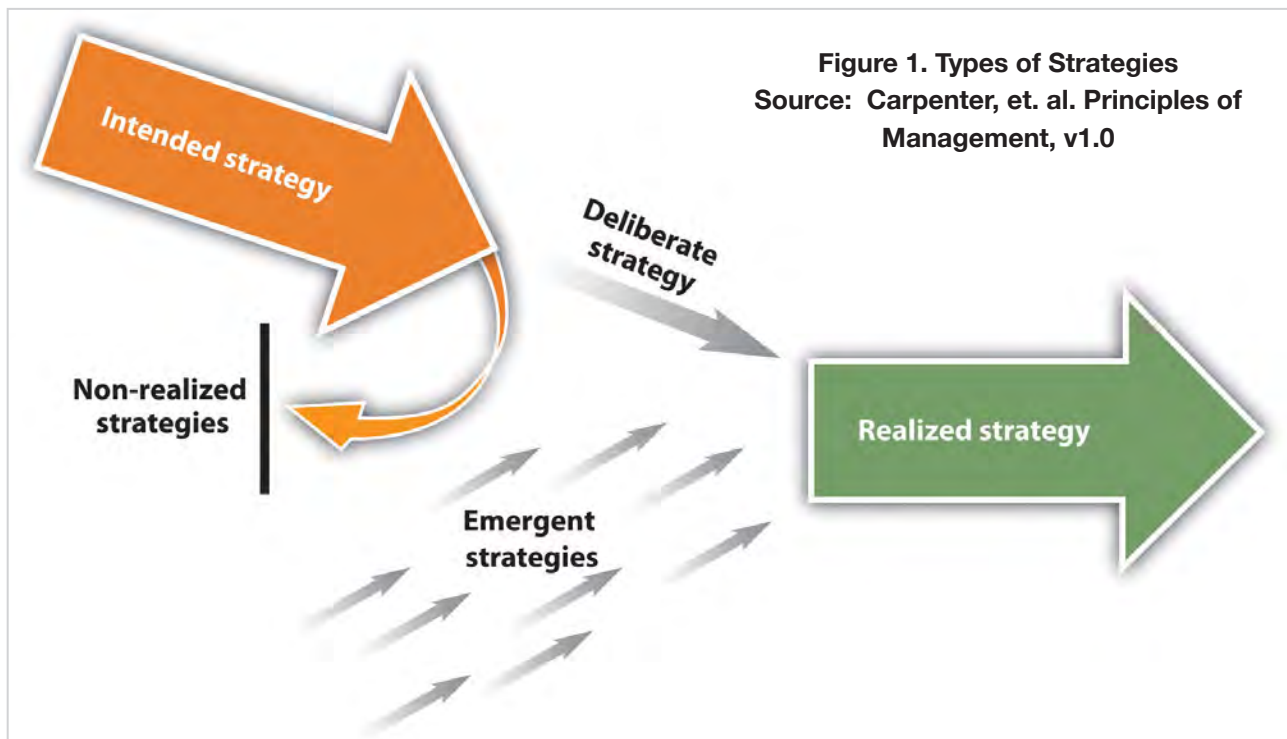 Figure 1. Types of Strategies
Source:  Carpenter, et. al. Principles of
Management, v1.0
Intended strategy
Deliberate
strategy
Non-realized
strategies
Realized strategy
Emergent
strategies